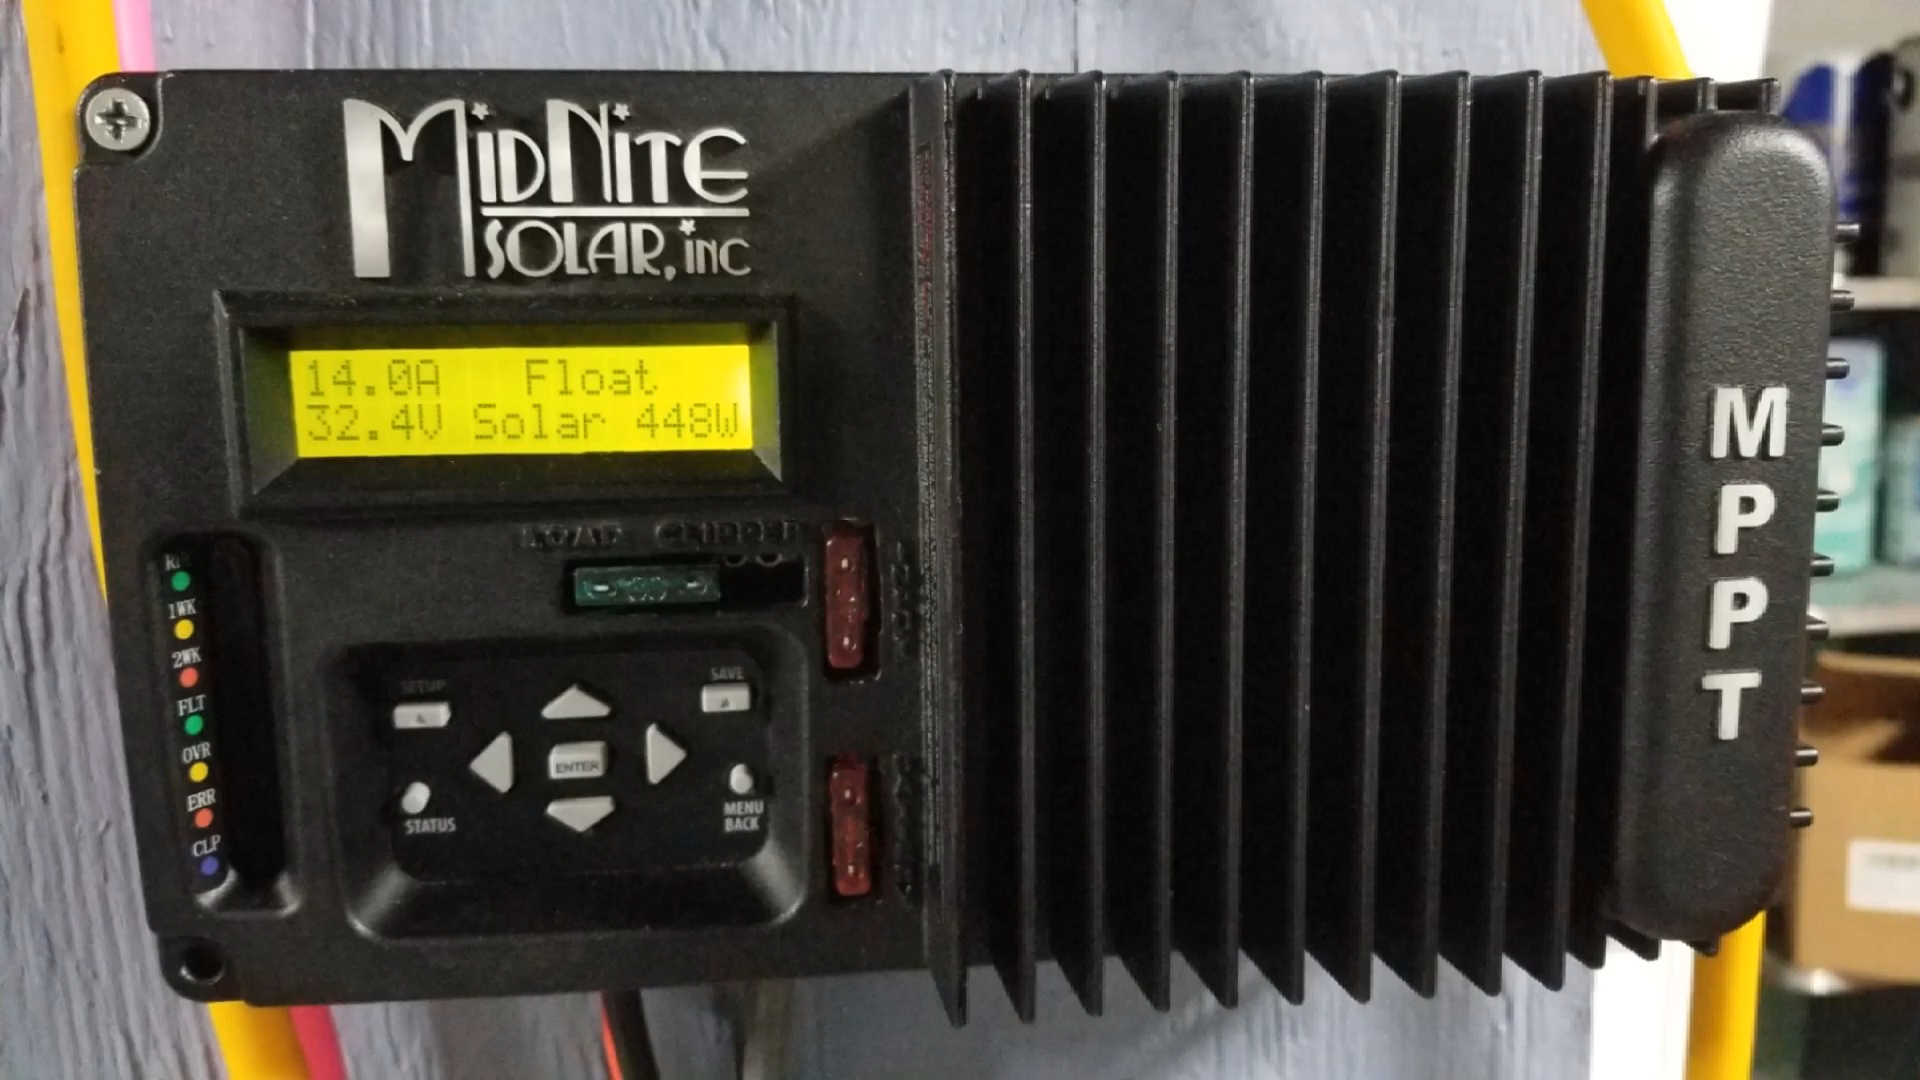 MidNite
SOLAR, iNC
14.0A Float
32.4V Solar 448W
LOAD CLIPPER
1WK
2WK
FLT
OVR
ERR
CLP
SETUP
SAVE
ENTER
STATUS
MENU
BACK
MPPT